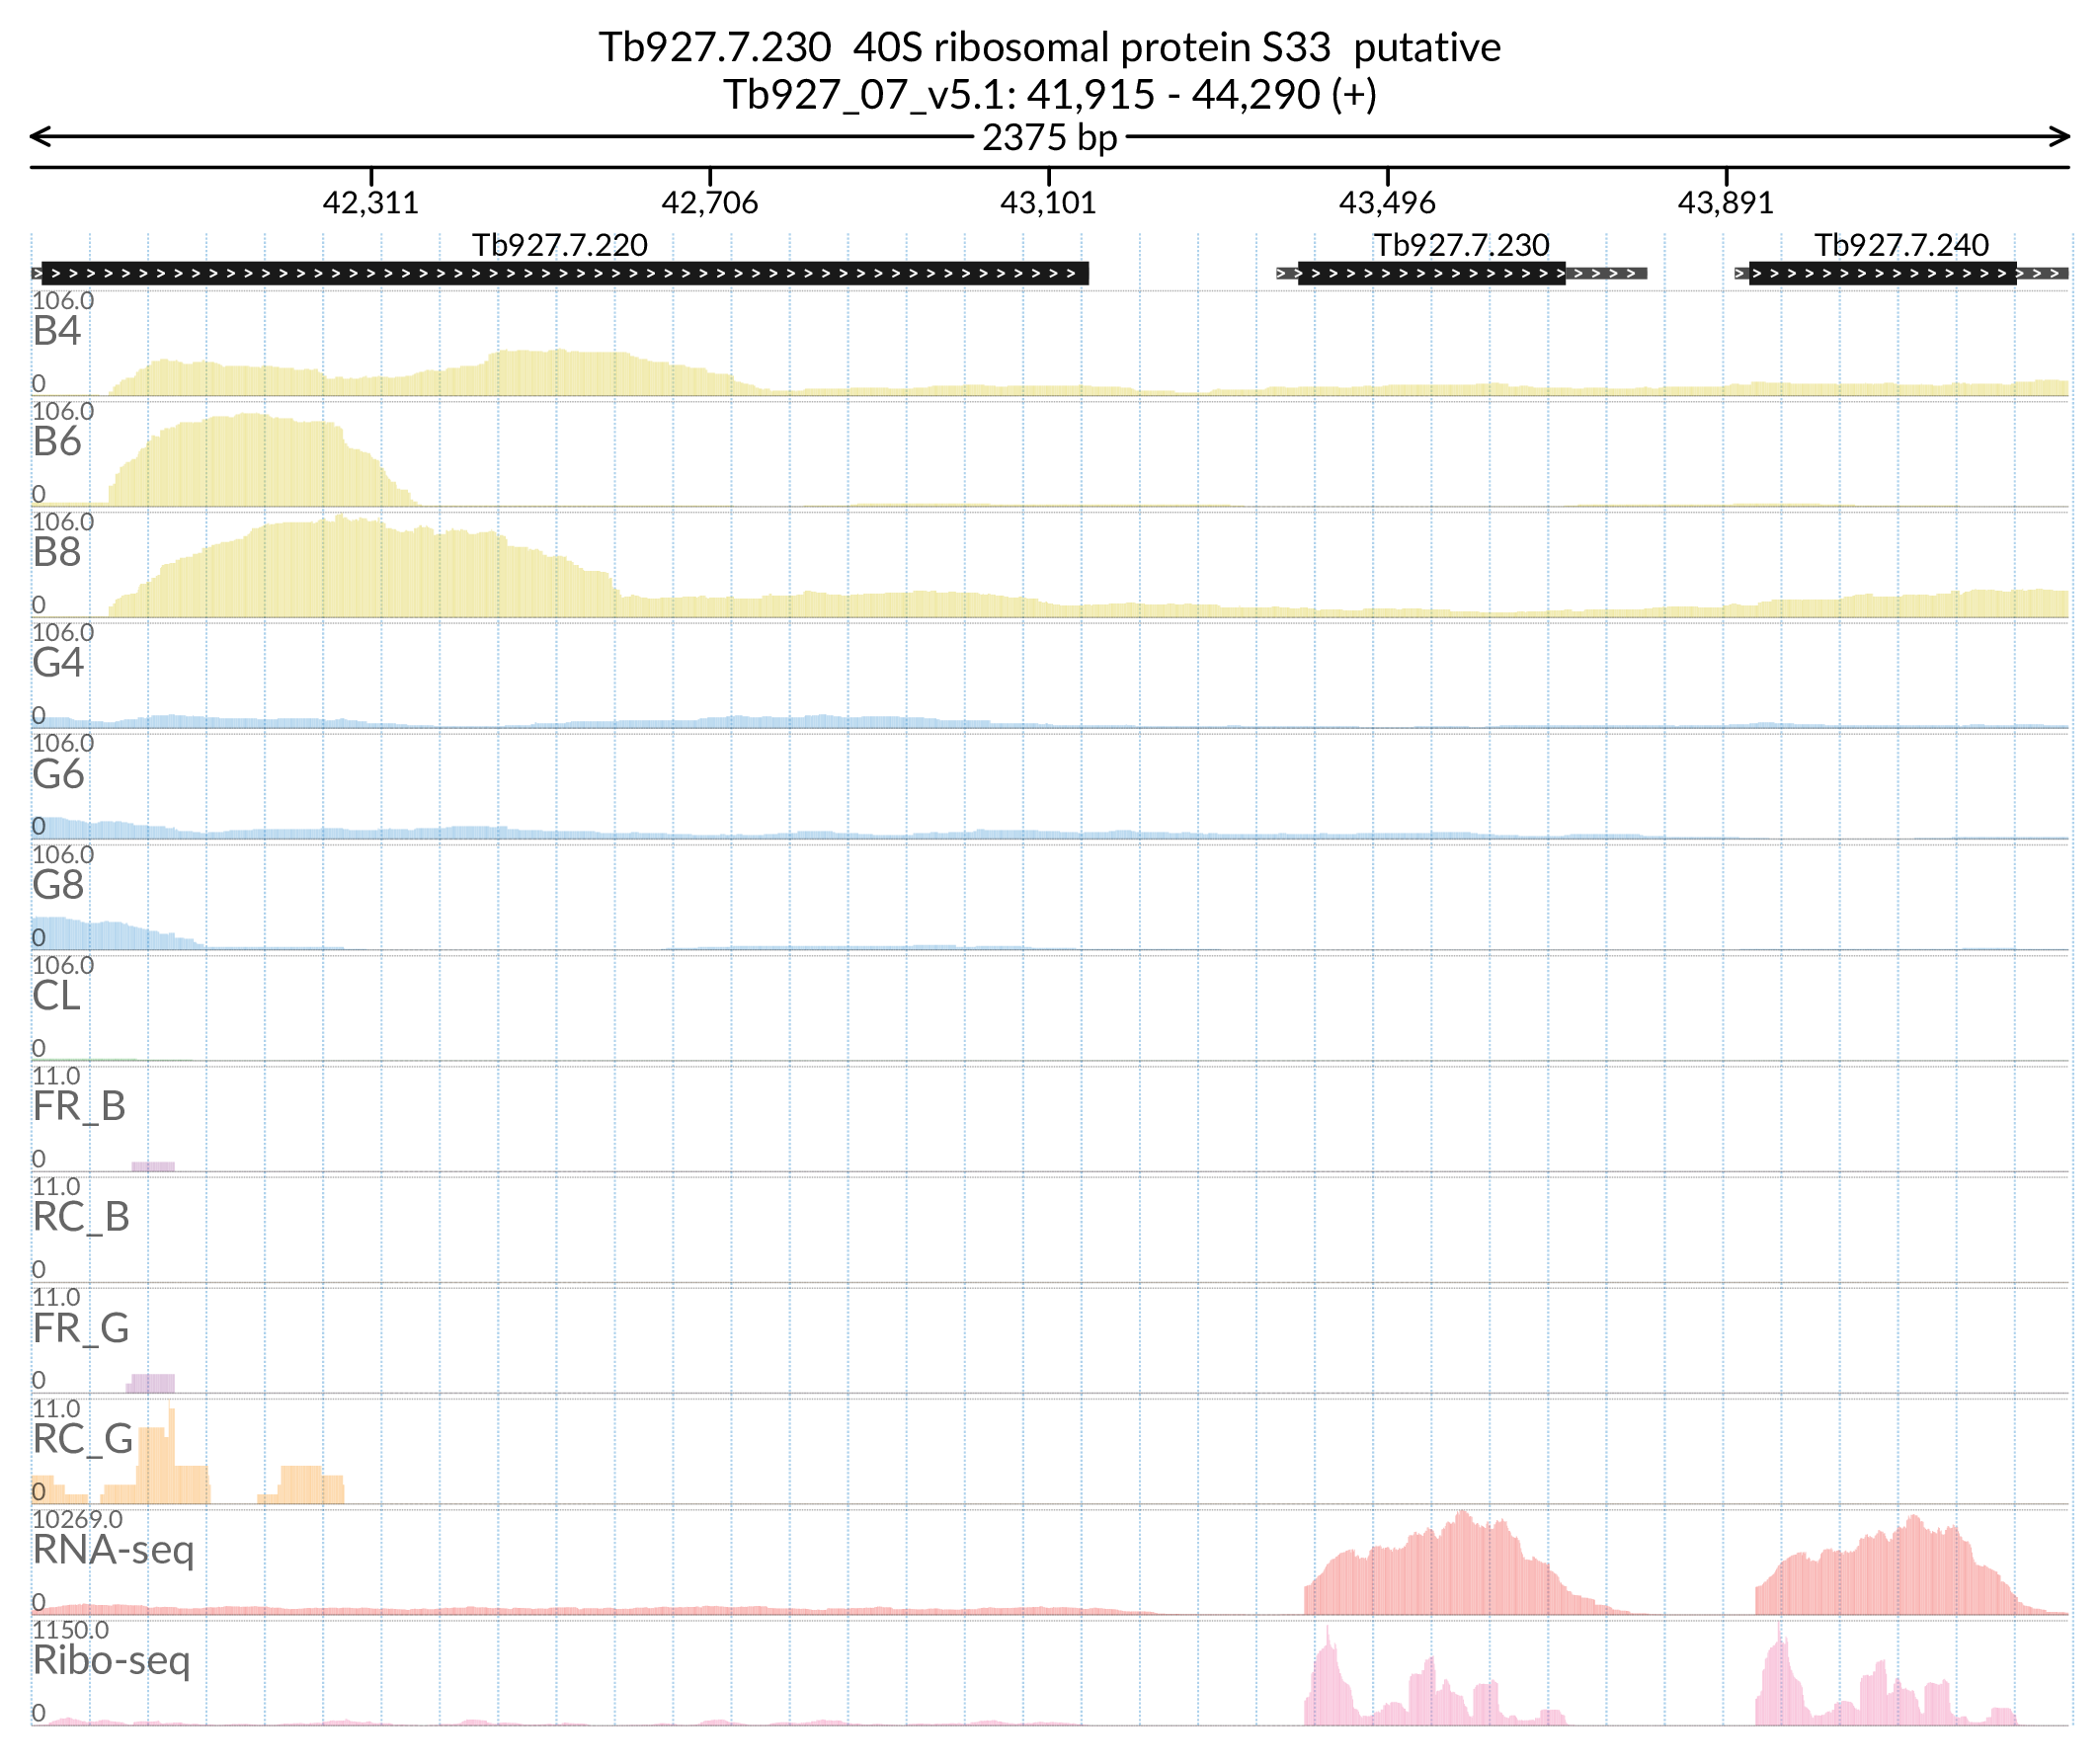 Tb927.7.230 40S ribosomal protein S33 putative
Tb927_07_v5.1: 41,915 - 44,290 (+)
2375 bp
42,311 42,706 43,101 43,496 43,891
Tb927.7.220 Tb927.7.230 Tb927.7.240
106.0
B4
0
106.0
B6
0
106.0
B8
0
106.0
G4
0
106.0
G6
0
106.0
G8
0
106.0
CL
0
11.0
FR_B
0
11.0
RC_B
0
11.0
FR_G
0
11.0
RC_G
0
10269.0
RNA-seq
0
1150.0
Ribo-seq
0